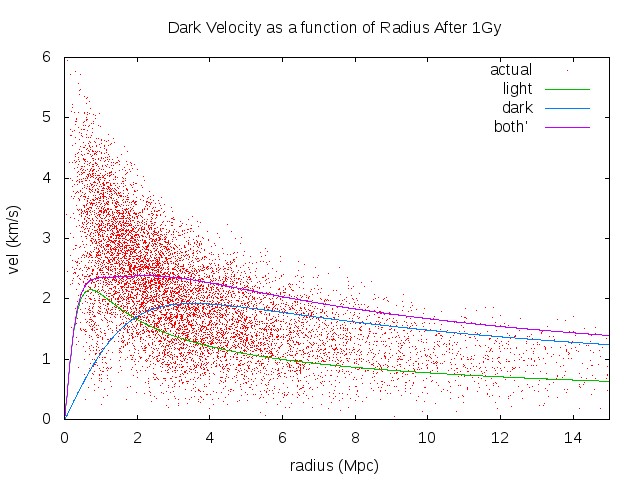 Dark Velocity as a function of Radius After 1Gy
6
5
4
3
2
1
0
vel (km/s)
actual
light
dark
both'
0 2 4 6 8 10 12 14
radius (Mpc)